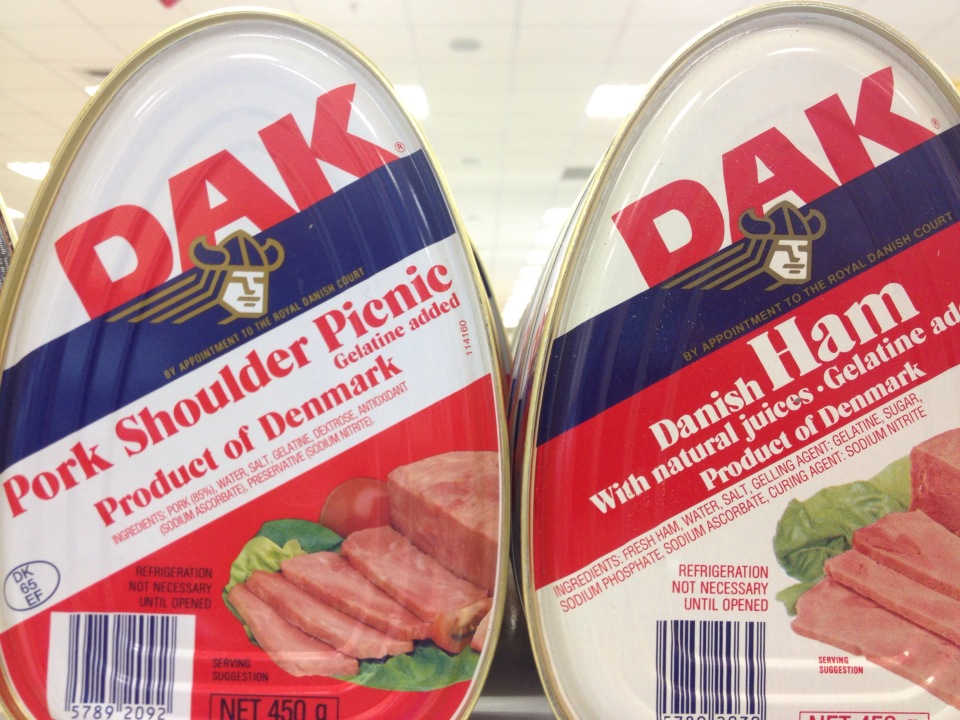 DAK®
BY APPOINTMENT TO THE ROYAL DANISH COURT
Pork Shoulder Picnic
Gelatine added
114160
Product of Denmark
INGREDIENTS: PORK (85%), WATER, SALT, GELATINE, DEXTROSE, ANTIOXIDANT
(SODIUM ASCORBATE), PRESERVATIVE (SODIUM NITRITE).
DK
65
EF
REFRIGERATION
NOT NECESSARY
UNTIL OPENED
SERVING
SUGGESTION
5789 2092
NET 450 g
DAK®
BY APPOINTMENT TO THE ROYAL DANISH COURT
Danish Ham
With natural juices · Gelatine
Product of Denmark
INGREDIENTS: FRESH HAM, WATER, SALT, GELLING AGENT: GELATINE, SUGAR,
SODIUM PHOSPHATE, SODIUM ASCORBATE, CURING AGENT: SODIUM NITRITE
REFRIGERATION
NOT NECESSARY
UNTIL OPENED
SERVING
SUGGESTION
NET